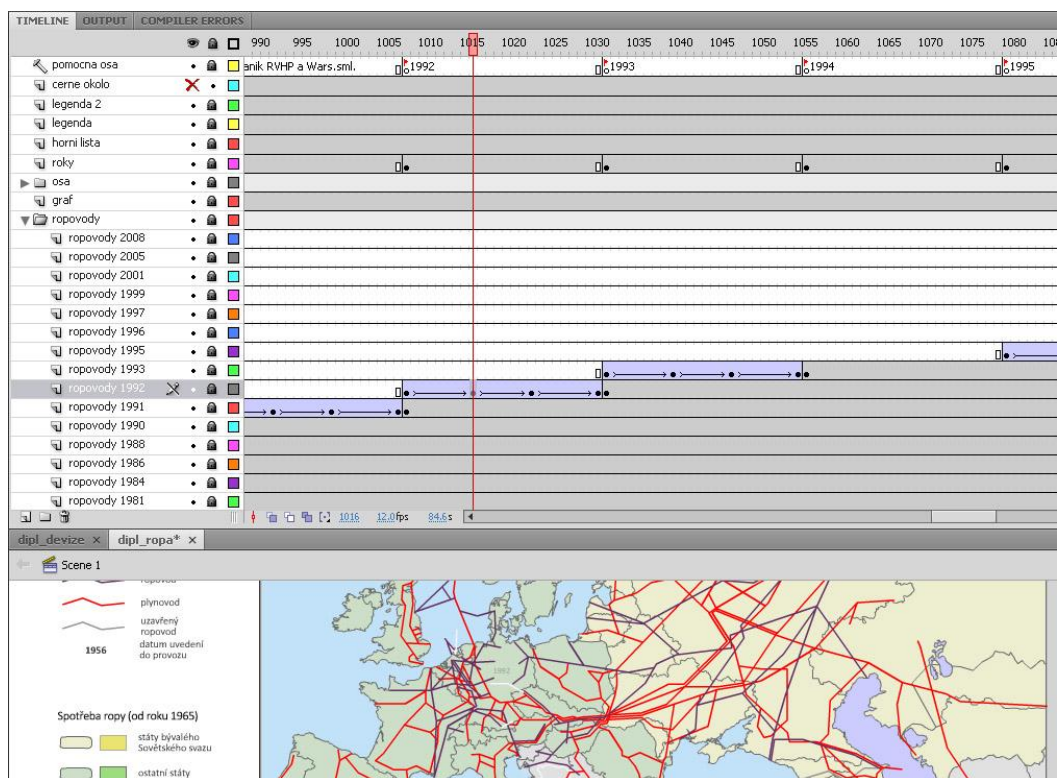 TIMELINE OUTPUT COMPILER ERRORS
990 995 1000 1005 1010 1015 1020 1025 1030 1035 1040 1045 1050 1055 1060 1065 1070 1075 1080
pomocna osa anik RVHP a Wars.sml. 1992 1993 1994 1995
cerne okolo
legenda 2
legenda
horni lista
roky
osa
graf
ropovody
ropovody 2008
ropovody 2005
ropovody 2001
ropovody 1999
ropovody 1997
ropovody 1996
ropovody 1995
ropovody 1993
ropovody 1992
ropovody 1991
ropovody 1990
ropovody 1988
ropovody 1986
ropovody 1984
ropovody 1981
1016 12.0fps 84.6s
dipl_devize × dipl_ropa* ×
Scene 1
ropovod
plynovod
uzavřený
ropovod
1956 datum uvedení
do provozu
1982
Spotřeba ropy (od roku 1965)
státy bývalého
Sovětského svazu
ostatní státy